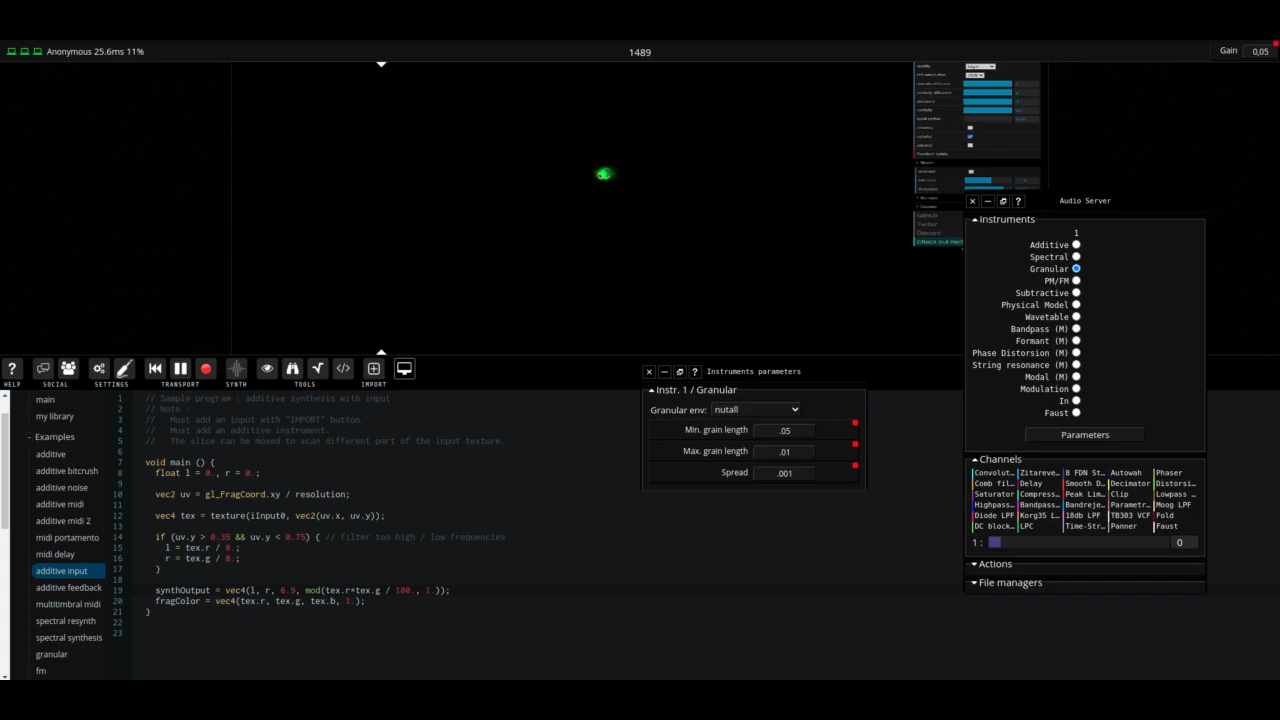 Anonymous 25.6ms 11%
1489
Gain 0,05
Github
Twitter
Discord
Audio Server
Instruments
1
Additive
Spectral
Granular
PM/FM
Subtractive
Physical Model
Wavetable
Bandpass (M)
Formant (M)
Phase Distorsion (M)
String resonance (M)
Modal (M)
Modulation
In
Faust
Parameters
Channels
Convolut… Zitareve… 8 FDN St… Autowah Phaser
Comb fil… Delay Smooth D… Decimator Distorsi…
Saturator Compress… Peak Lim… Clip Lowpass …
Highpass… Bandpass… Bandreje… Parametr… Moog LPF
Diode LPF Korg35 L… 18db LPF TB303 VCF Fold
DC block… LPC Time-Str… Panner Faust
1 : 0
Actions
File managers
? HELP
SOCIAL
SETTINGS
TRANSPORT
SYNTH
TOOLS
IMPORT
Instruments parameters
Instr. 1 / Granular
Granular env: nutall
Min. grain length .05
Max. grain length .01
Spread .001
main
my library
Examples
additive
additive bitcrush
additive noise
additive midi
additive midi 2
midi portamento
midi delay
additive input
additive feedback
multitimbral midi
spectral resynth
spectral synthesis
granular
fm
1 // Sample program : additive synthesis with input
2 // Note :
3 // Must add an input with "IMPORT" button.
4 // Must add an additive instrument.
5 // The slice can be moved to scan different part of the input texture.
6
7 void main () {
8 float l = 0., r = 0.;
9
10 vec2 uv = gl_FragCoord.xy / resolution;
11
12 vec4 tex = texture(iInput0, vec2(uv.x, uv.y));
13
14 if (uv.y > 0.35 && uv.y < 0.75) { // filter too high / low frequencies
15 l = tex.r / 8.;
16 r = tex.g / 8.;
17 }
18
19 synthOutput = vec4(l, r, 6.5, mod(tex.r*tex.g / 100., 1.));
20 fragColor = vec4(tex.r, tex.g, tex.b, 1.);
21 }
22
23